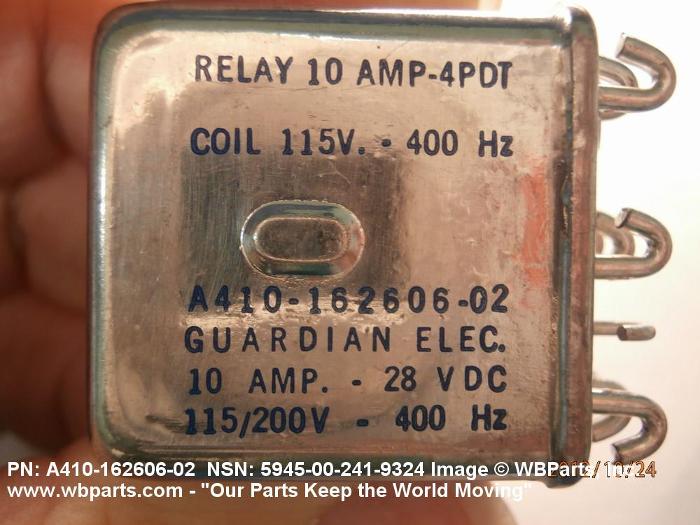 RELAY 10 AMP-4PDT
COIL 115V. - 400 Hz
A410-162606-02
GUARDIAN ELEC.
10 AMP. - 28 VDC
115/200V - 400 Hz
PN: A410-162606-02 NSN: 5945-00-241-9324 Image © WBParts, Inc
www.wbparts.com - "Our Parts Keep the World Moving"